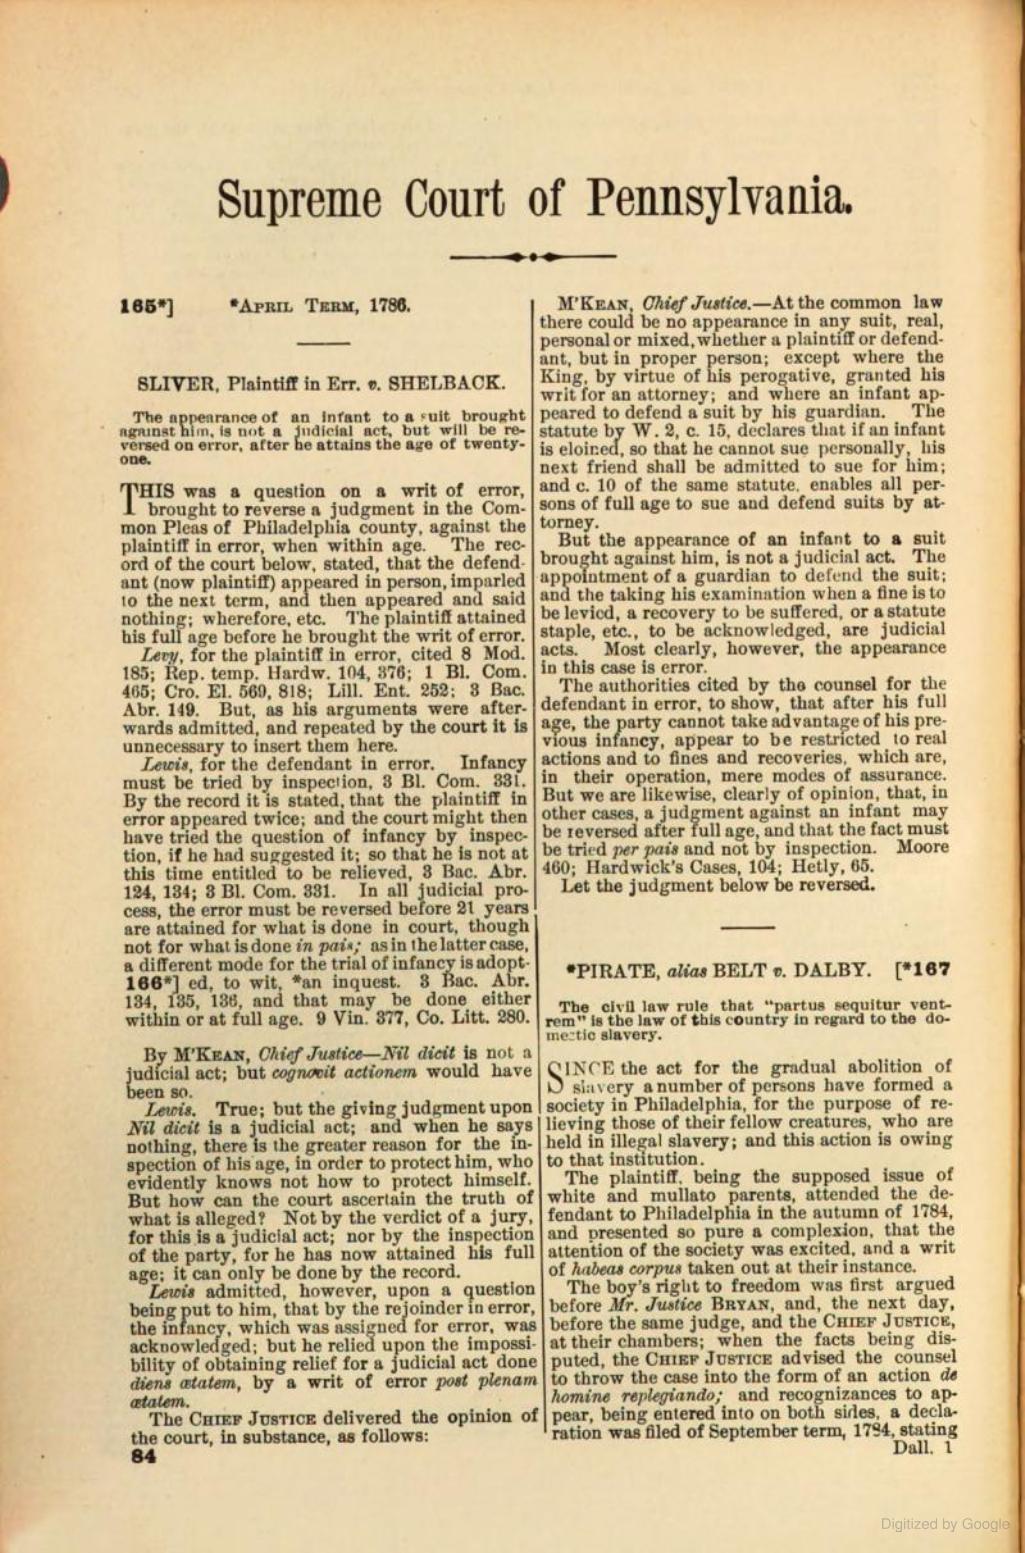 Supreme Court of Pennsylvania.
165*] *APRIL TERM, 1786.
SLIVER, Plaintiff in Err. v. SHELBACK.
The appearance of an infant to a suit brought
against him, is not a judicial act, but will be re-
versed on error, after he attains the age of twenty-
one.
THIS was a question on a writ of error,
brought to reverse a judgment in the Com-
mon Pleas of Philadelphia county, against the
plaintiff in error, when within age. The rec-
ord of the court below, stated, that the defend-
ant (now plaintiff) appeared in person, imparled
to the next term, and then appeared and said
nothing; wherefore, etc. The plaintiff attained
his full age before he brought the writ of error.
Levy, for the plaintiff in error, cited 8 Mod.
185; Rep. temp. Hardw. 104, 376; 1 Bl. Com.
465; Cro. El. 569, 818; Lill. Ent. 252; 3 Bac.
Abr. 149. But, as his arguments were after-
wards admitted, and repeated by the court it is
unnecessary to insert them here.
Lewis, for the defendant in error. Infancy
must be tried by inspection, 3 Bl. Com. 331.
By the record it is stated, that the plaintiff in
error appeared twice; and the court might then
have tried the question of infancy by inspec-
tion, if he had suggested it; so that he is not at
this time entitled to be relieved, 3 Bac. Abr.
124, 134; 3 Bl. Com. 331. In all judicial pro-
cess, the error must be reversed before 21 years
are attained for what is done in court, though
not for what is done in pais; as in the latter case,
a different mode for the trial of infancy is adopt-
166*] ed, to wit, *an inquest. 3 Bac. Abr.
134, 135, 136, and that may be done either
within or at full age. 9 Vin. 377, Co. Litt. 280.
By M'KEAN, Chief Justice—Nil dicit is not a
judicial act; but cognovit actionem would have
been so.
Lewis. True; but the giving judgment upon
Nil dicit is a judicial act; and when he says
nothing, there is the greater reason for the in-
spection of his age, in order to protect him, who
evidently knows not how to protect himself.
But how can the court ascertain the truth of
what is alleged? Not by the verdict of a jury,
for this is a judicial act; nor by the inspection
of the party, for he has now attained his full
age; it can only be done by the record.
Lewis admitted, however, upon a question
being put to him, that by the rejoinder in error,
the infancy, which was assigned for error, was
acknowledged; but he relied upon the impossi-
bility of obtaining relief for a judicial act done
diens ætatem, by a writ of error post plenam
ætatem.
The CHIEF JUSTICE delivered the opinion of
the court, in substance, as follows:
84
M'KEAN, Chief Justice.—At the common law
there could be no appearance in any suit, real,
personal or mixed, whether a plaintiff or defend-
ant, but in proper person; except where the
King, by virtue of his perogative, granted his
writ for an attorney; and where an infant ap-
peared to defend a suit by his guardian. The
statute by W. 2, c. 15, declares that if an infant
is eloined, so that he cannot sue personally, his
next friend shall be admitted to sue for him;
and c. 10 of the same statute, enables all per-
sons of full age to sue and defend suits by at-
torney.
But the appearance of an infant to a suit
brought against him, is not a judicial act. The
appointment of a guardian to defend the suit;
and the taking his examination when a fine is to
be levied, a recovery to be suffered, or a statute
staple, etc., to be acknowledged, are judicial
acts. Most clearly, however, the appearance
in this case is error.
The authorities cited by the counsel for the
defendant in error, to show, that after his full
age, the party cannot take advantage of his pre-
vious infancy, appear to be restricted to real
actions and to fines and recoveries, which are,
in their operation, mere modes of assurance.
But we are likewise, clearly of opinion, that, in
other cases, a judgment against an infant may
be reversed after full age, and that the fact must
be tried per pais and not by inspection. Moore
460; Hardwick's Cases, 104; Hetly, 65.
Let the judgment below be reversed.
*PIRATE, alias BELT v. DALBY. [*167
The civil law rule that "partus sequitur vent-
rem" is the law of this country in regard to the do-
mestic slavery.
SINCE the act for the gradual abolition of
slavery a number of persons have formed a
society in Philadelphia, for the purpose of re-
lieving those of their fellow creatures, who are
held in illegal slavery; and this action is owing
to that institution.
The plaintiff, being the supposed issue of
white and mullato parents, attended the de-
fendant to Philadelphia in the autumn of 1784,
and presented so pure a complexion, that the
attention of the society was excited, and a writ
of habeas corpus taken out at their instance.
The boy's right to freedom was first argued
before Mr. Justice BRYAN, and, the next day,
before the same judge, and the CHIEF JUSTICE,
at their chambers; when the facts being dis-
puted, the CHIEF JUSTICE advised the counsel
to throw the case into the form of an action de
homine replegiando; and recognizances to ap-
pear, being entered into on both sides, a decla-
ration was filed of September term, 1784, stating
Dall. 1
Digitized by Google